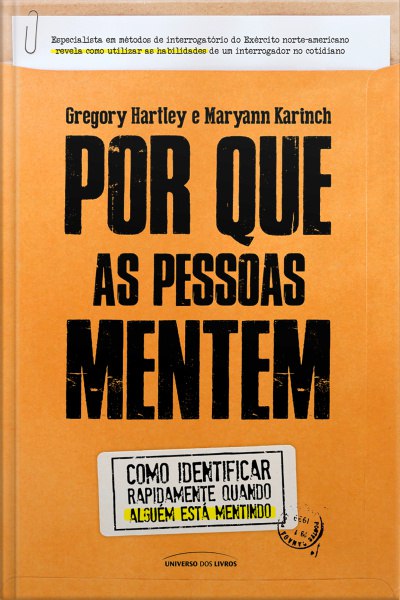 Especialista em métodos de interrogatório do Exército norte-americano
revela como utilizar as habilidades de um interrogador no cotidiano
Gregory Hartley e Maryann Karinch
POR QUE
AS PESSOAS
MENTEM
COMO IDENTIFICAR
RAPIDAMENTE QUANDO
ALGUÉM ESTÁ MENTINDO
UNIVERSO DOS LIVROS